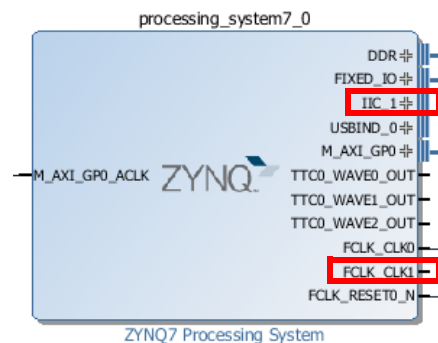 processing_system7_0
DDR
FIXED_IO
IIC_1
USBIND_0
M_AXI_GP0
M_AXI_GP0_ACLK
ZYNQ
TTC0_WAVE0_OUT
TTC0_WAVE1_OUT
TTC0_WAVE2_OUT
FCLK_CLK0
FCLK_CLK1
FCLK_RESET0_N
ZYNQ7 Processing System